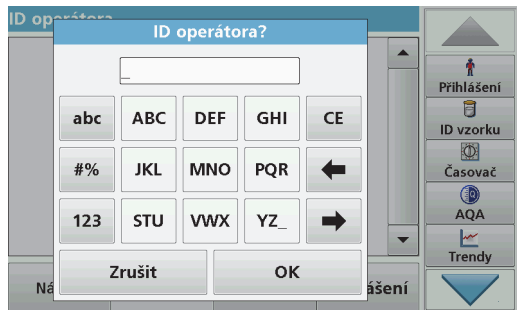 ID operátora
ID operátora?
_
abc ABC DEF GHI CE
#% JKL MNO PQR
123 STU VWX YZ_
Zrušit OK
Přihlášení
ID vzorku
Časovač
AQA
Trendy